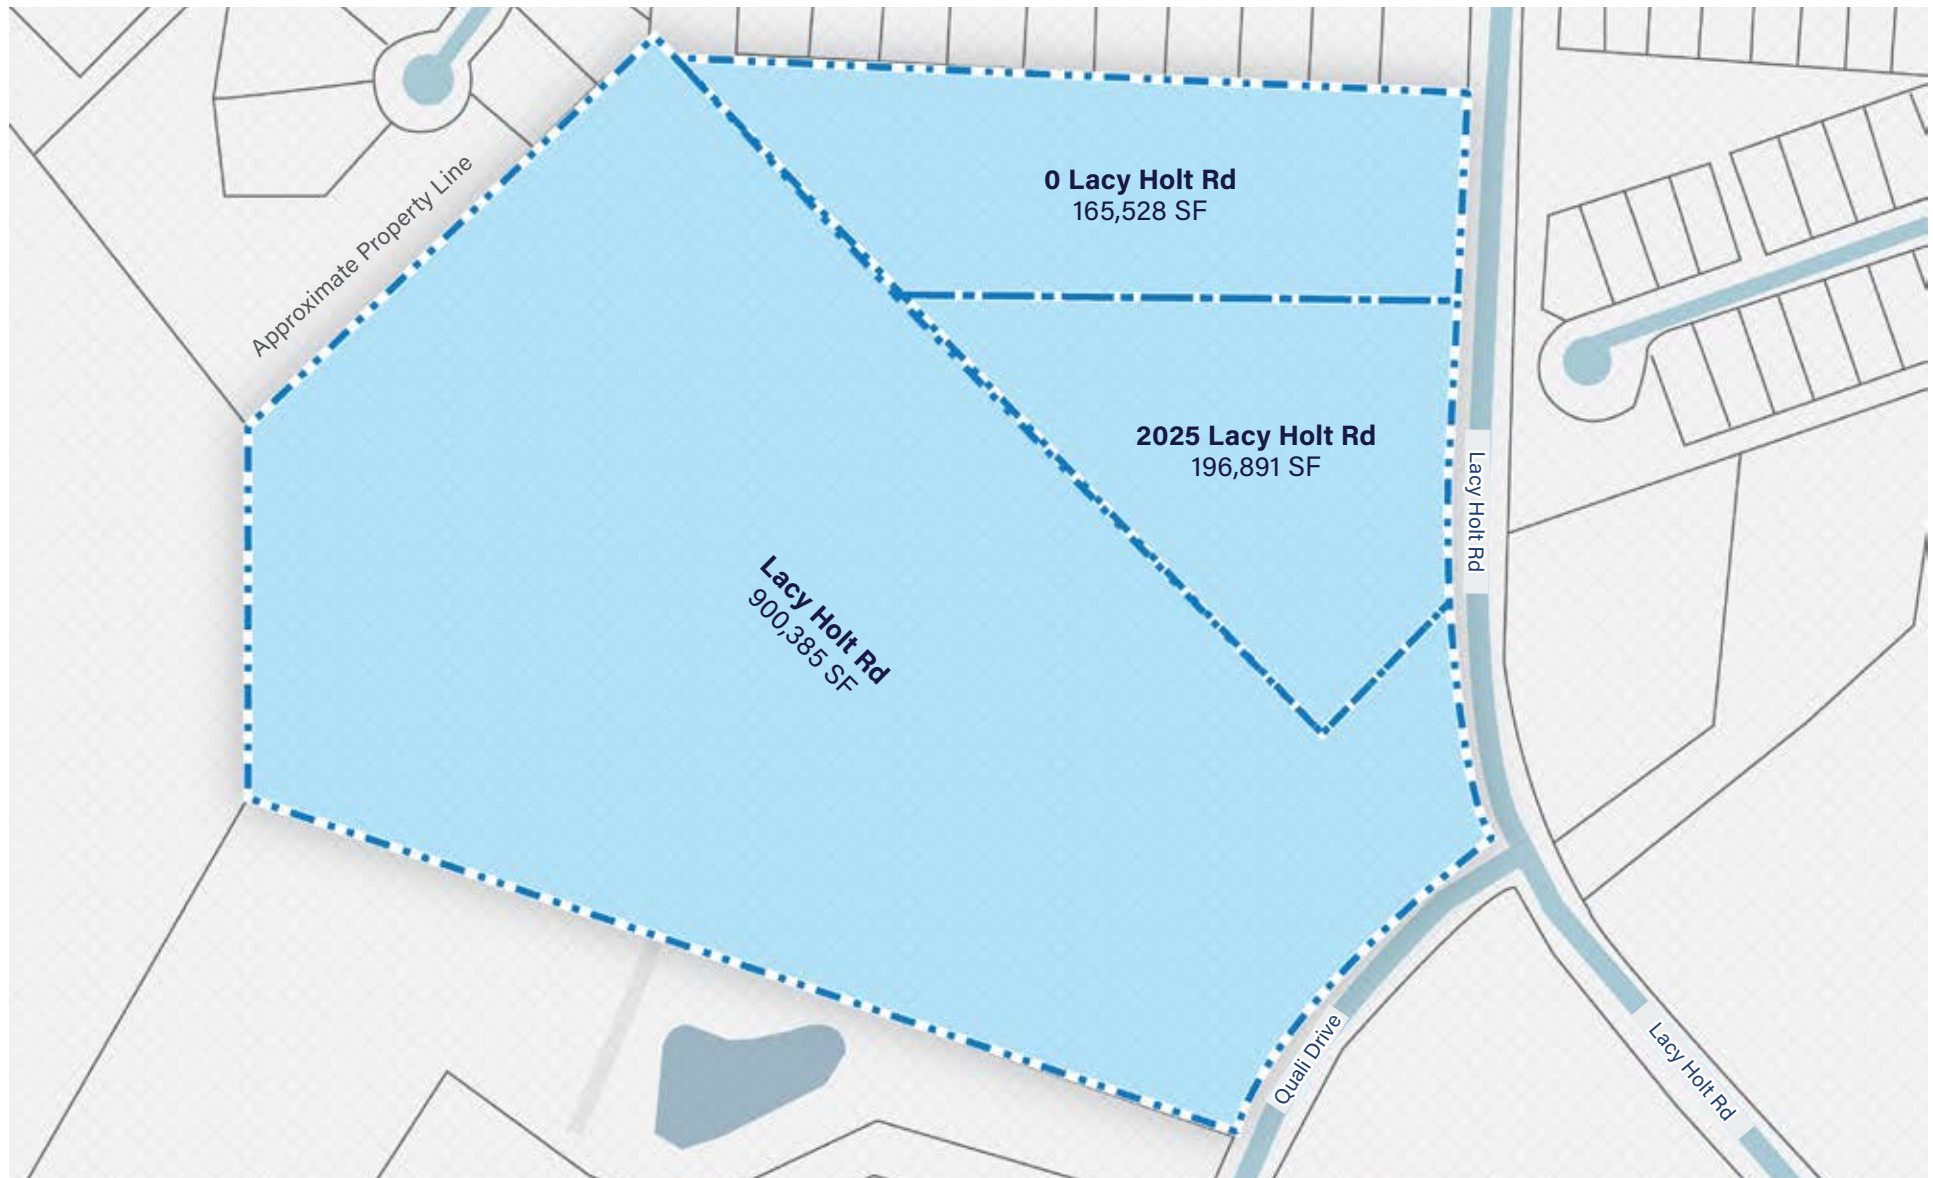 Approximate Property Line
0 Lacy Holt Rd
165,528 SF
2025 Lacy Holt Rd
196,891 SF
Lacy Holt Rd
Lacy Holt Rd
900,385 SF
Quali Drive
Lacy Holt Rd